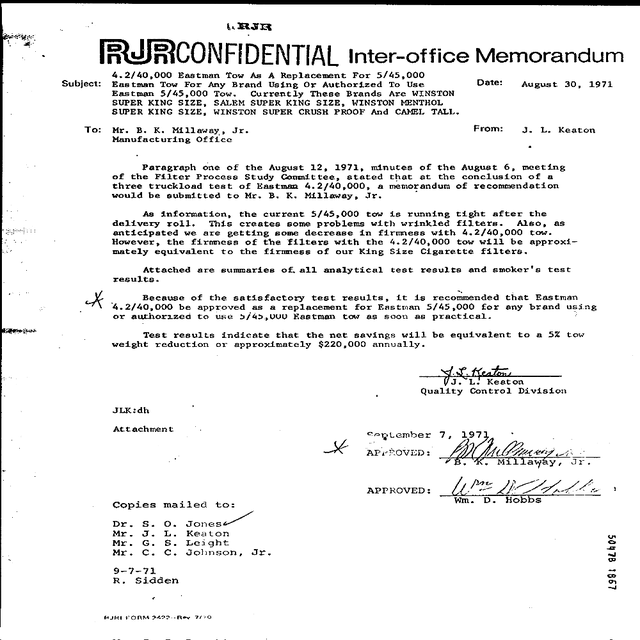 RJR
RJRCONFIDENTIAL Inter-office Memorandum
Subject: 4.2/40,000 Eastman Tow As A Replacement For 5/45,000
Eastman Tow For Any Brand Using Or Authorized To Use
Eastman 5/45,000 Tow. Currently These Brands Are WINSTON
SUPER KING SIZE, SALEM SUPER KING SIZE, WINSTON MENTHOL
SUPER KING SIZE, WINSTON SUPER CRUSH PROOF And CAMEL TALL.
Date: August 30, 1971
To: Mr. B. K. Millaway, Jr.
Manufacturing Office
From: J. L. Keaton
Paragraph one of the August 12, 1971, minutes of the August 6, meeting
of the Filter Process Study Committee, stated that at the conclusion of a
three truckload test of Eastman 4.2/40,000, a memorandum of recommendation
would be submitted to Mr. B. K. Millaway, Jr.
As information, the current 5/45,000 tow is running tight after the
delivery roll. This creates some problems with wrinkled filters. Also, as
anticipated we are getting some decrease in firmness with 4.2/40,000 tow.
However, the firmness of the filters with the 4.2/40,000 tow will be approxi-
mately equivalent to the firmness of our King Size Cigarette filters.
Attached are summaries of all analytical test results and smoker's test
results.
Because of the satisfactory test results, it is recommended that Eastman
4.2/40,000 be approved as a replacement for Eastman 5/45,000 for any brand using
or authorized to use 5/45,000 Eastman tow as soon as practical.
Test results indicate that the net savings will be equivalent to a 5% tow
weight reduction or approximately $220,000 annually.
J. L. Keaton
J. L. Keaton
Quality Control Division
JLK:dh
Attachment
September 7, 1971
APPROVED:
B. K. Millaway, Jr.
APPROVED: Wm D Hobbs
Wm. D. Hobbs
Copies mailed to:
Dr. S. O. Jones
Mr. J. L. Keaton
Mr. G. S. Leight
Mr. C. C. Johnson, Jr.
9-7-71
R. Sidden
RJRI FORM 2422-Rev. 7/70
50478 1867